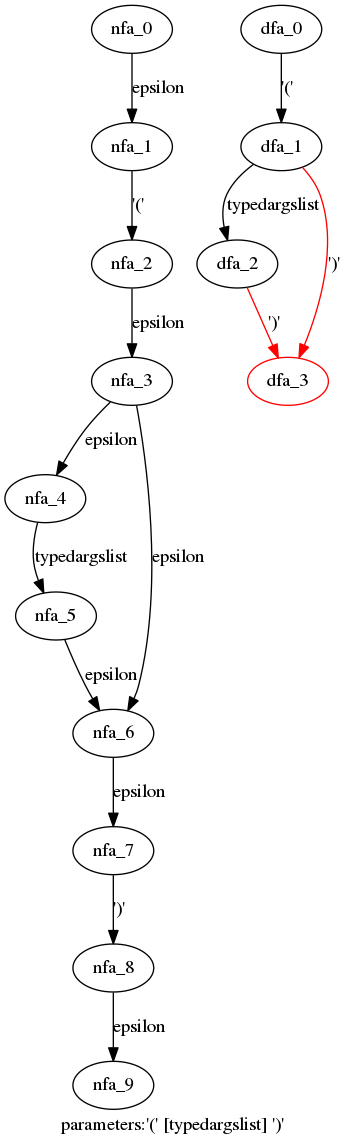 nfa_0
dfa_0
epsilon
'('
nfa_1
dfa_1
'('
typedargslist
nfa_2
dfa_2
')'
epsilon
')'
nfa_3
dfa_3
epsilon
nfa_4
typedargslist
epsilon
nfa_5
epsilon
nfa_6
epsilon
nfa_7
')'
nfa_8
epsilon
nfa_9
parameters:'(' [typedargslist] ')'